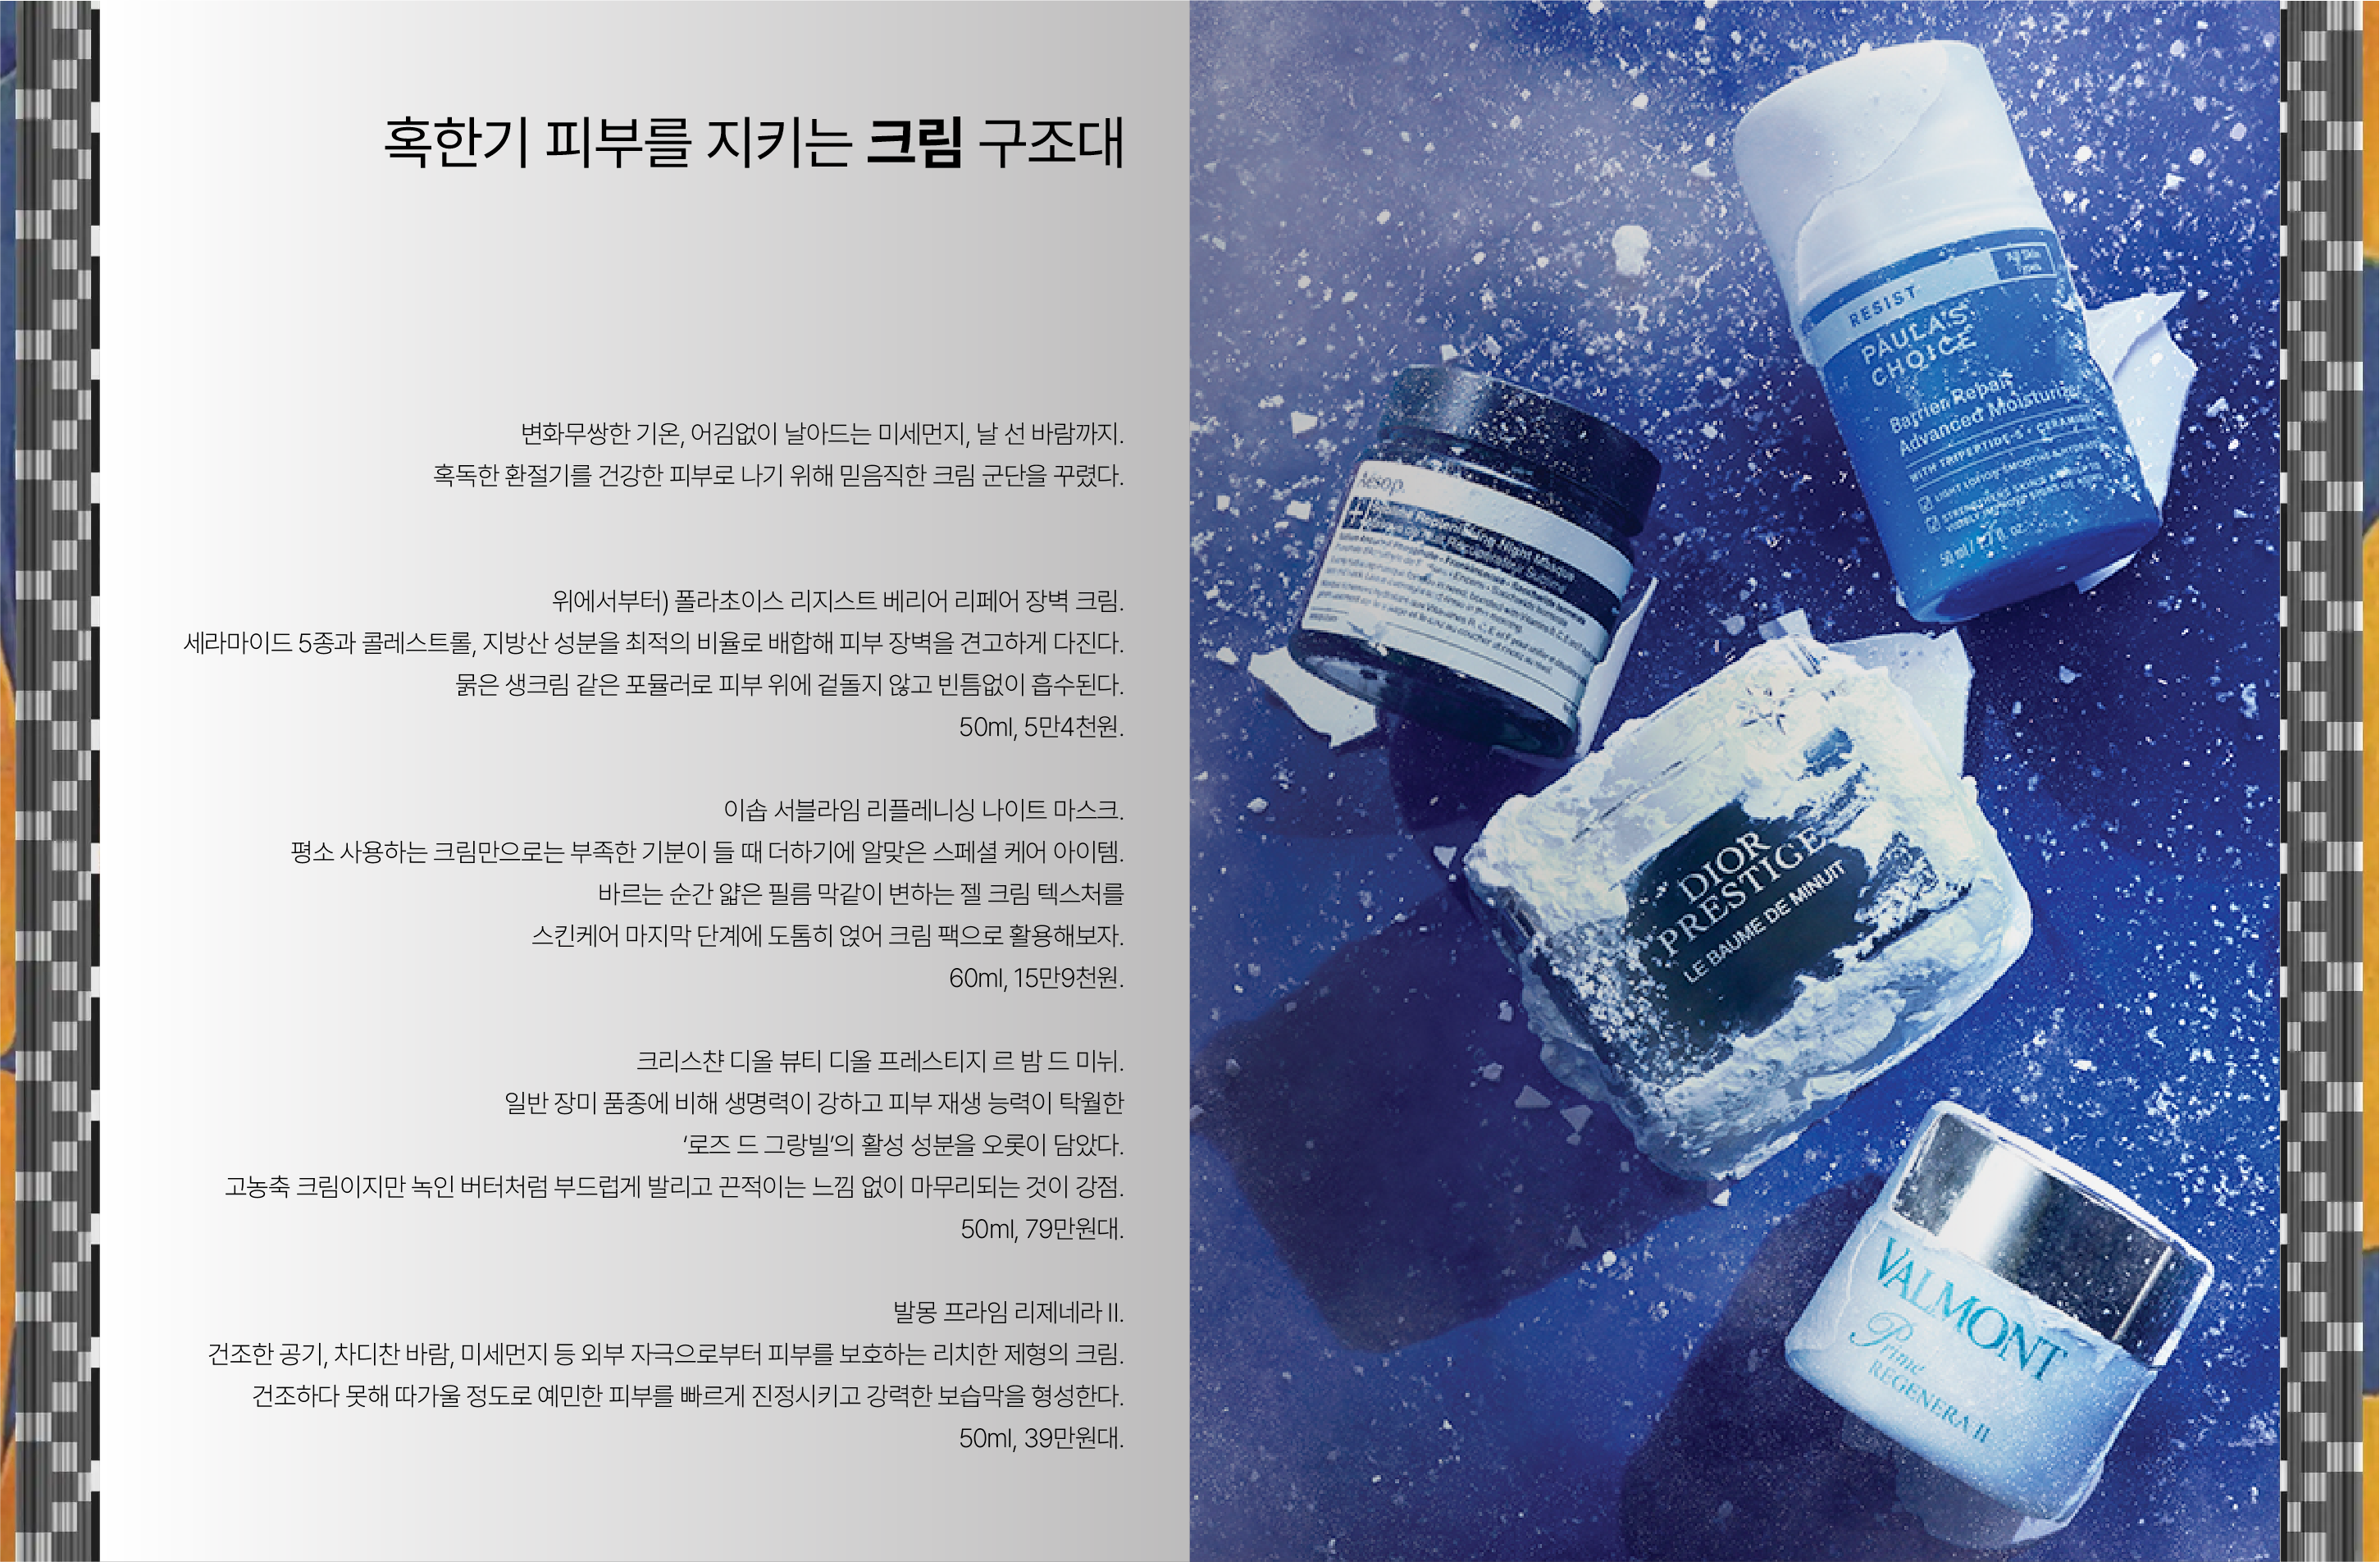 혹한기 피부를 지키는 크림 구조대
변화무쌍한 기온, 어김없이 날아드는 미세먼지, 날 선 바람까지.
혹독한 환절기를 건강한 피부로 나기 위해 믿음직한 크림 군단을 꾸렸다.
위에서부터) 폴라초이스 리지스트 베리어 리페어 장벽 크림.
세라마이드 5종과 콜레스트롤, 지방산 성분을 최적의 비율로 배합해 피부 장벽을 견고하게 다진다.
묽은 생크림 같은 포뮬러로 피부 위에 겉돌지 않고 빈틈없이 흡수된다.
50ml, 5만4천원.
이솝 서블라임 리플레니싱 나이트 마스크.
평소 사용하는 크림만으로는 부족한 기분이 들 때 더하기에 알맞은 스페셜 케어 아이템.
바르는 순간 얇은 필름 막같이 변하는 젤 크림 텍스처를
스킨케어 마지막 단계에 도톰히 얹어 크림 팩으로 활용해보자.
60ml, 15만9천원.
크리스챤 디올 뷰티 디올 프레스티지 르 밤 드 미뉘.
일반 장미 품종에 비해 생명력이 강하고 피부 재생 능력이 탁월한
‘로즈 드 그랑빌’의 활성 성분을 오롯이 담았다.
고농축 크림이지만 녹인 버터처럼 부드럽게 발리고 끈적이는 느낌 없이 마무리되는 것이 강점.
50ml, 79만원대.
발몽 프라임 리제네라 II.
건조한 공기, 차디찬 바람, 미세먼지 등 외부 자극으로부터 피부를 보호하는 리치한 제형의 크림.
건조하다 못해 따가울 정도로 예민한 피부를 빠르게 진정시키고 강력한 보습막을 형성한다.
50ml, 39만원대.
RESIST
PAULA'S
CHOICE
Barrier Repair
Advanced Moisturizer
WITH TRIPEPTIDE-5 + CERAMIDES
50 ml / 1.7 fl. oz.
Aesop.
Replenishing Night Masque
DIOR
PRESTIGE
LE BAUME DE MINUIT
VALMONT
Prime
REGENERA II